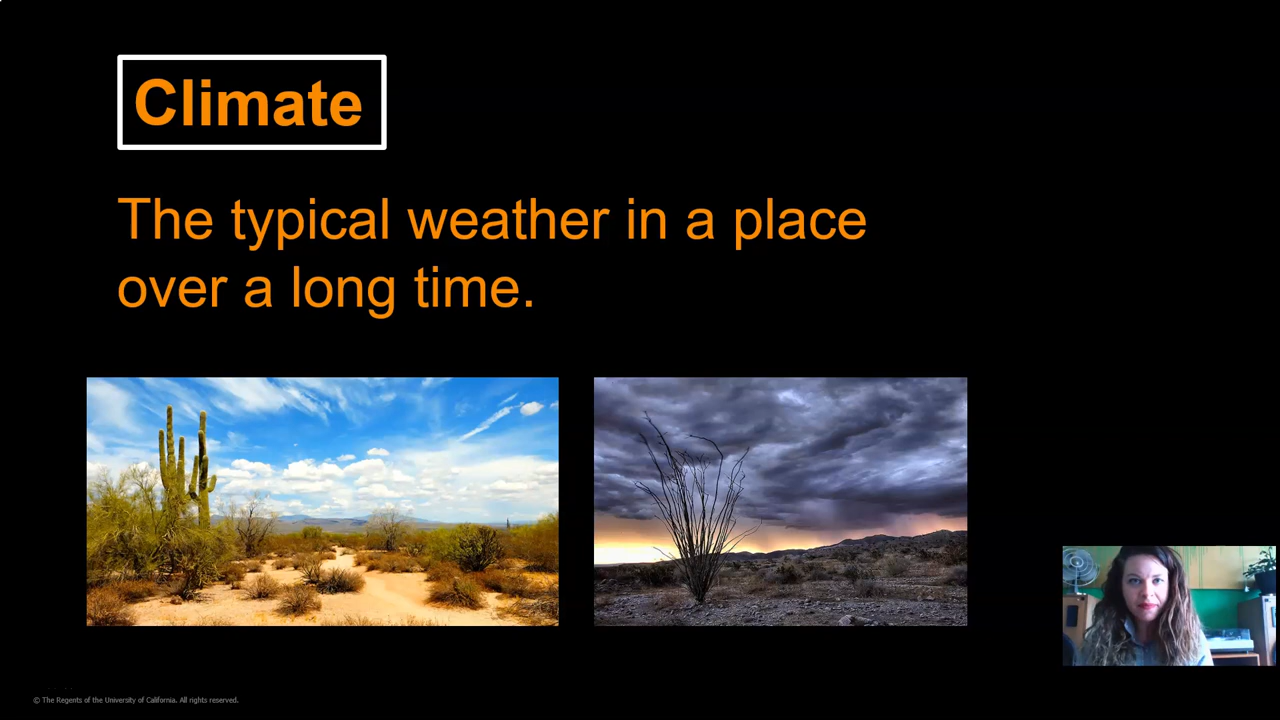 Climate
The typical weather in a place
over a long time.
© The Regents of the University of California. All rights reserved.